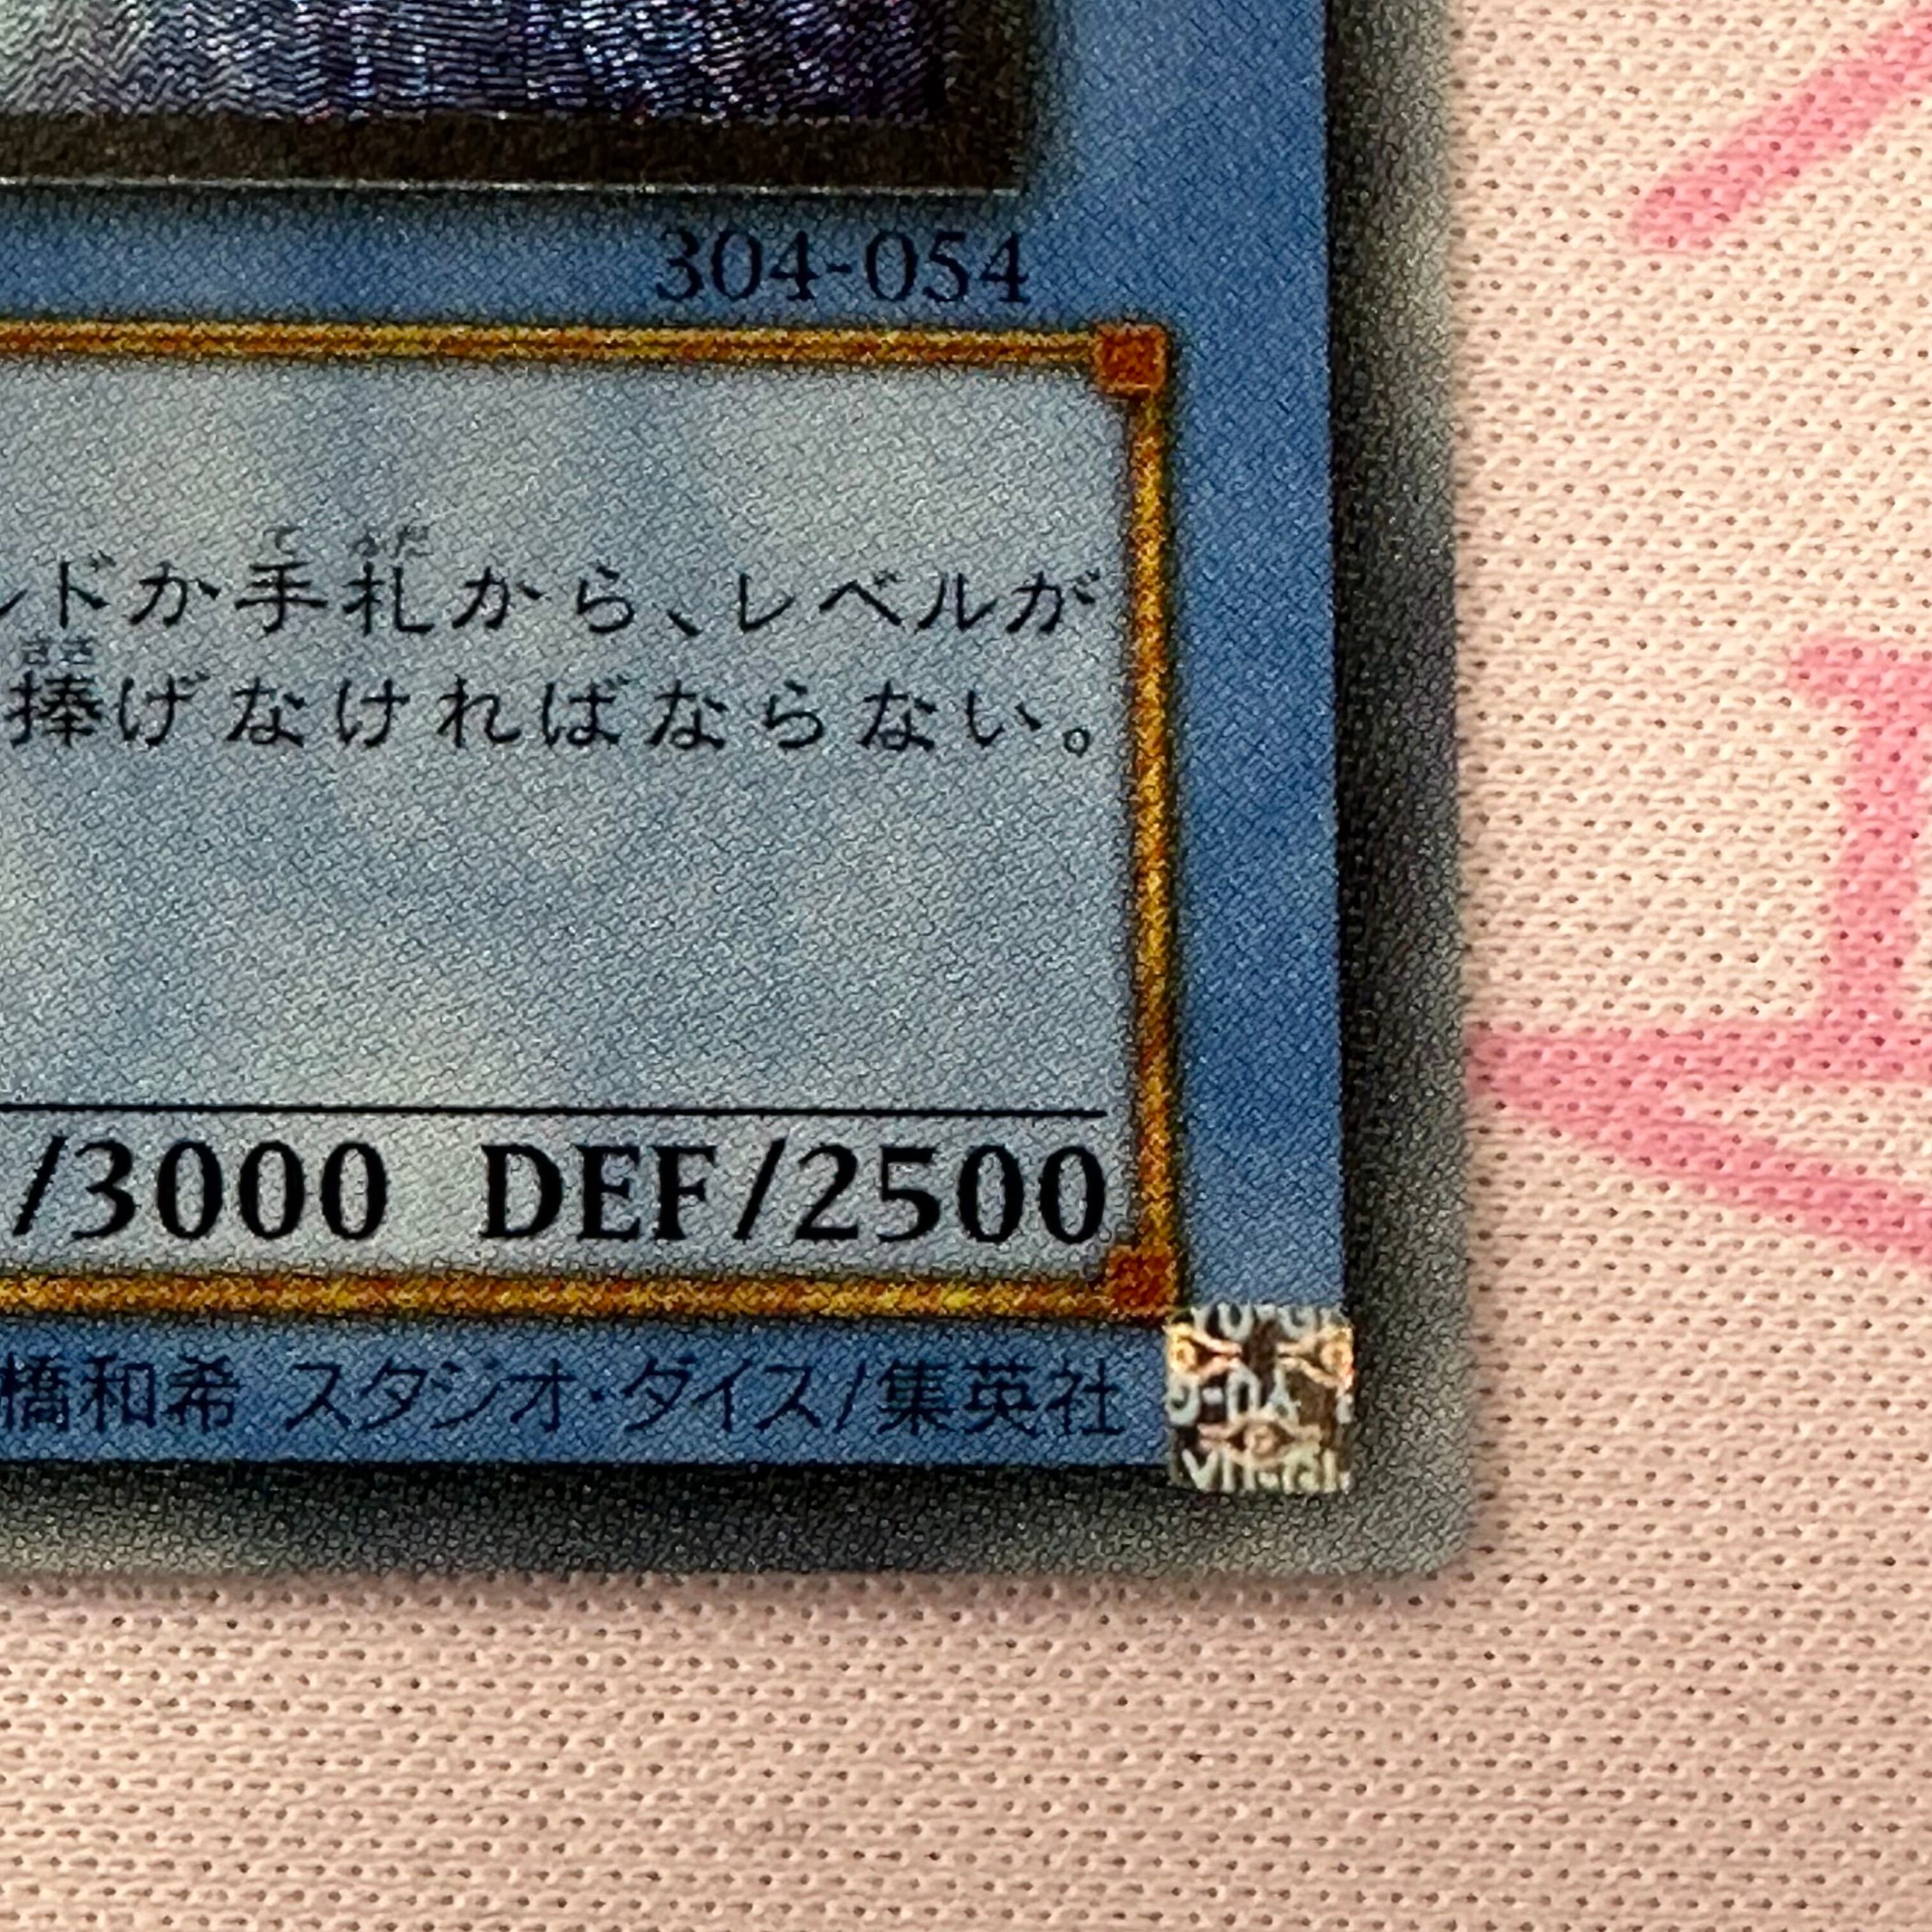 304-054
ドか手札から、レベルが
捧げなければならない。
/3000 DEF/2500
橋和希 スタジオ・ダイス/集英社